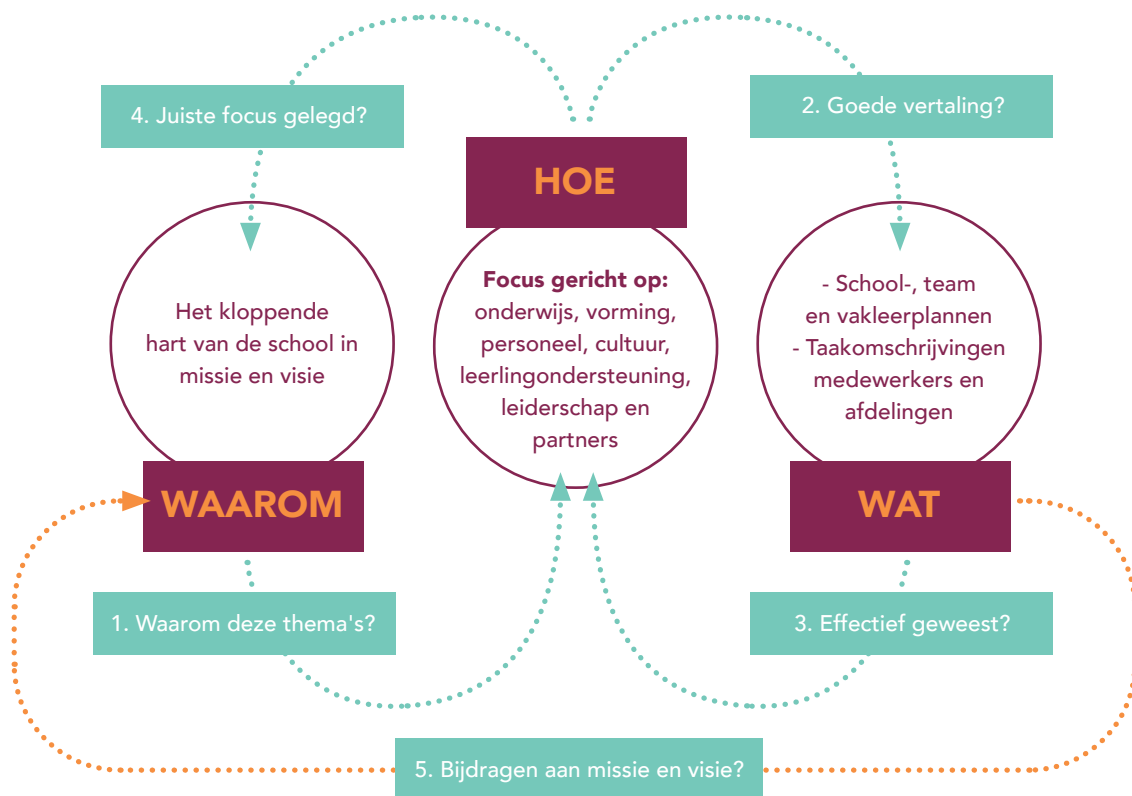 4. Juiste focus gelegd?
2. Goede vertaling?
HOE
Focus gericht op:
onderwijs, vorming,
personeel, cultuur,
leerlingondersteuning,
leiderschap en
partners
Het kloppende
hart van de school in
missie en visie
- School-, team
en vakleerplannen
- Taakomschrijvingen
medewerkers en
afdelingen
WAAROM
WAT
1. Waarom deze thema's?
3. Effectief geweest?
5. Bijdragen aan missie en visie?